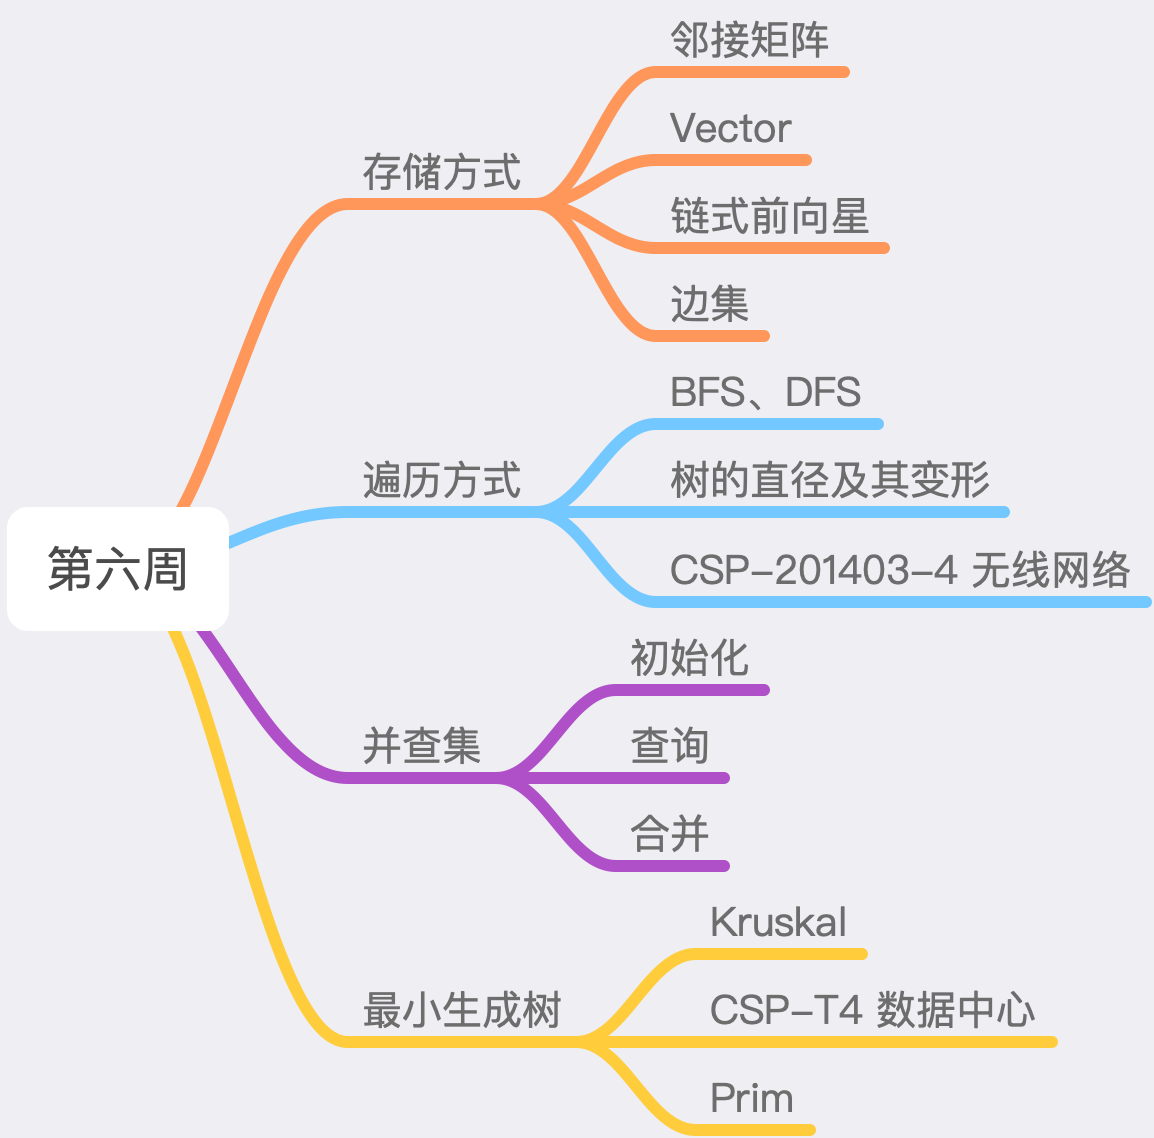 第六周
存储方式
邻接矩阵
Vector
链式前向星
边集
遍历方式
BFS、DFS
树的直径及其变形
CSP-201403-4 无线网络
并查集
初始化
查询
合并
最小生成树
Kruskal
CSP-T4 数据中心
Prim